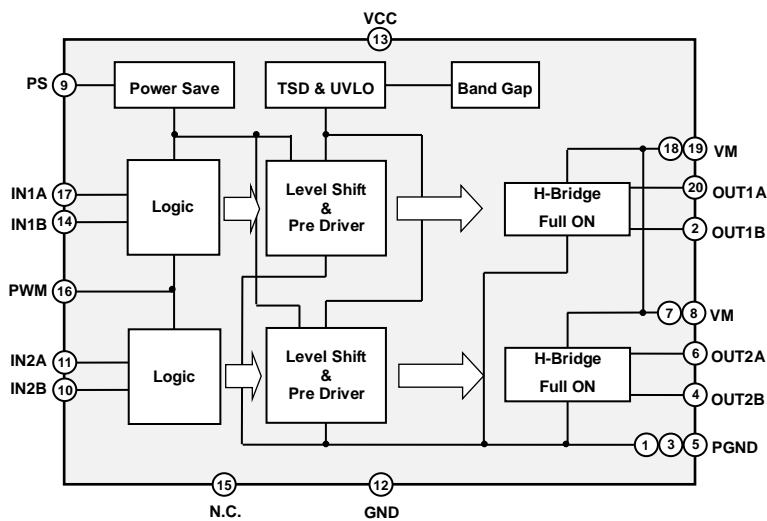 VCC
13
PS
9
Power Save
TSD & UVLO
Band Gap
18
19
VM
IN1A
17
IN1B
14
Logic
Level Shift
&
Pre Driver
H-Bridge
Full ON
20
OUT1A
2
OUT1B
PWM
16
7
8
VM
IN2A
11
IN2B
10
Logic
Level Shift
&
Pre Driver
H-Bridge
Full ON
6
OUT2A
4
OUT2B
1
3
5
PGND
15
N.C.
12
GND